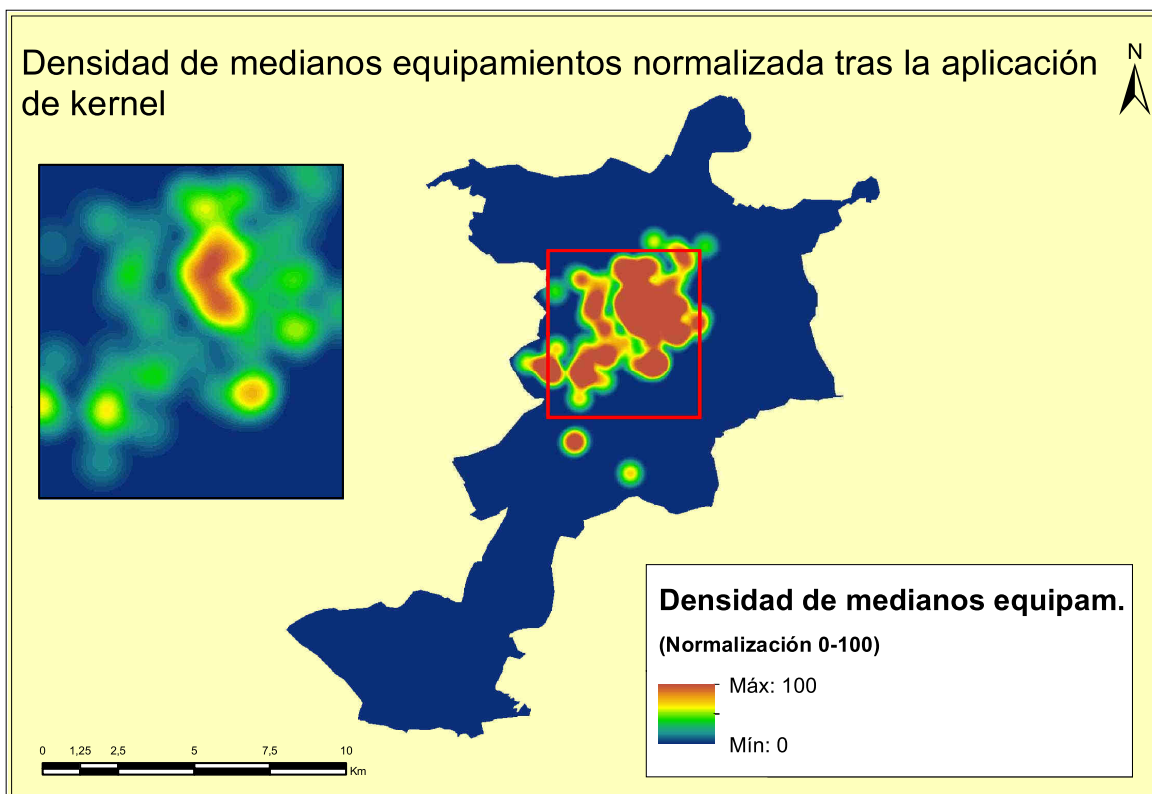 Densidad de medianos equipamientos normalizada tras la aplicación
de kernel
N
Densidad de medianos equipam.
(Normalización 0-100)
Máx: 100
Mín: 0
0 1,25 2,5 5 7,5 10
Km